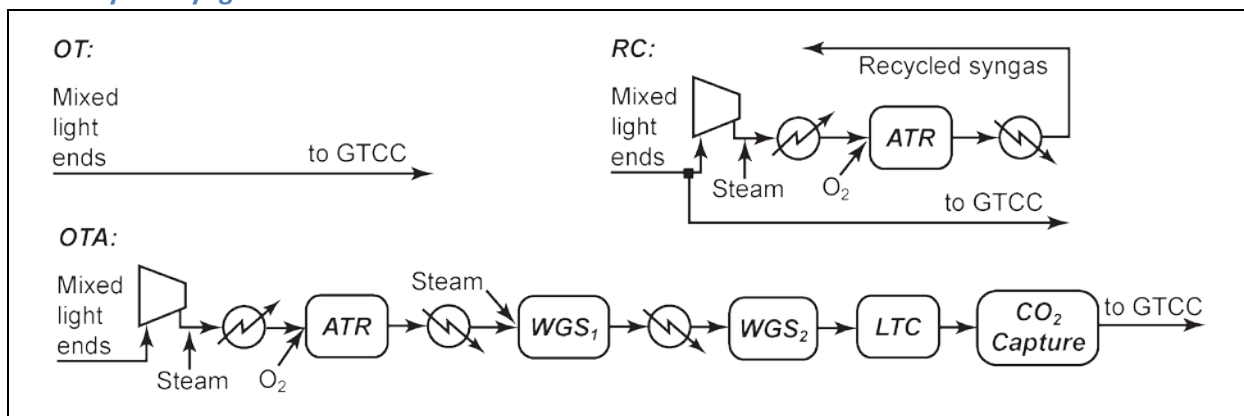 OT:
Mixed
light
ends
to GTCC
RC:
Recycled syngas
Mixed
light
ends
ATR
Steam
O₂
to GTCC
OTA:
Mixed
light
ends
Steam
O₂
ATR
Steam
WGS₁
WGS₂
LTC
CO₂
Capture
to GTCC